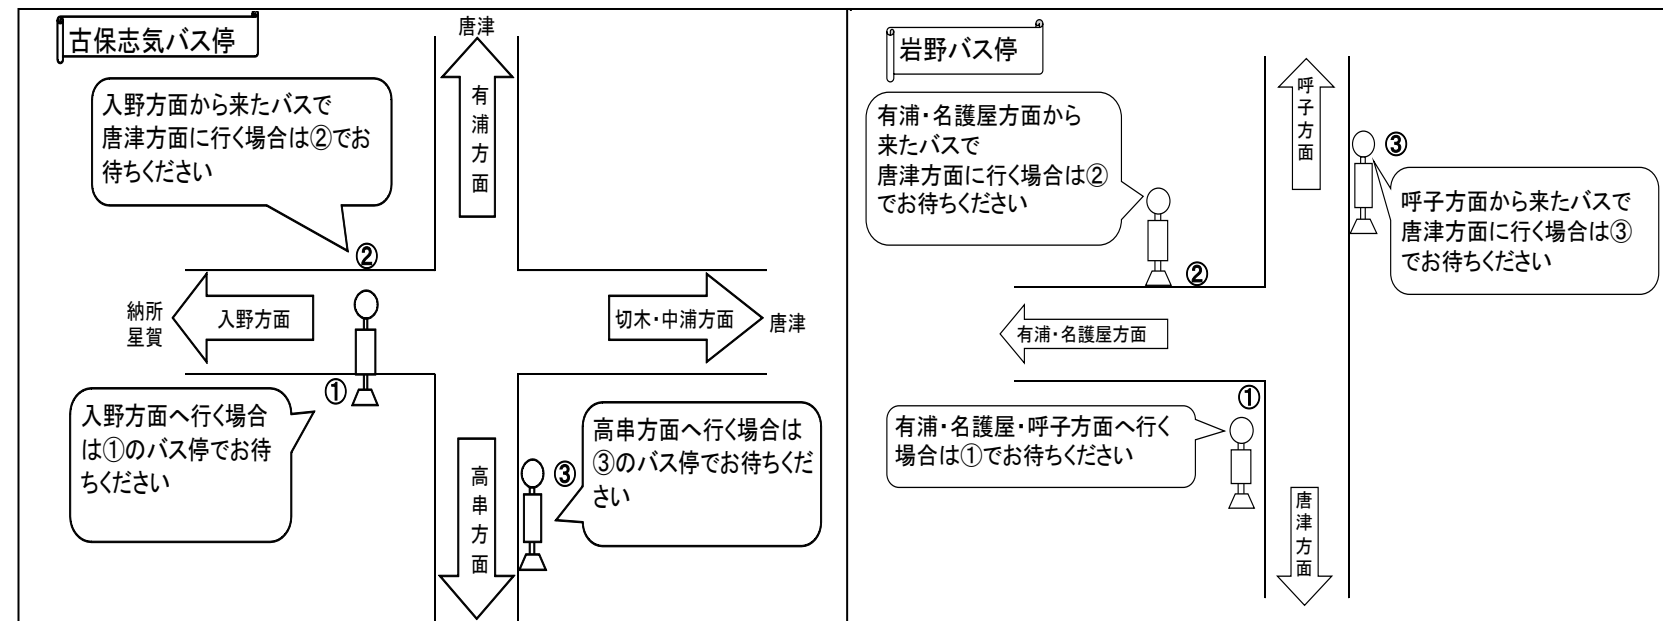 古保志気バス停
唐津
有浦方面
入野方面から来たバスで
唐津方面に行く場合は②でお
待ちください
②
納所
星賀
入野方面
切木・中浦方面
唐津
①
入野方面へ行く場合
は①のバス停でお待
ちください
高串方面
③
高串方面へ行く場合は
③のバス停でお待ちくだ
さい
岩野バス停
呼子方面
有浦・名護屋方面から
来たバスで
唐津方面に行く場合は②
でお待ちください
②
③
呼子方面から来たバスで
唐津方面に行く場合は③
でお待ちください
有浦・名護屋方面
①
有浦・名護屋・呼子方面へ行く
場合は①でお待ちください
唐津方面